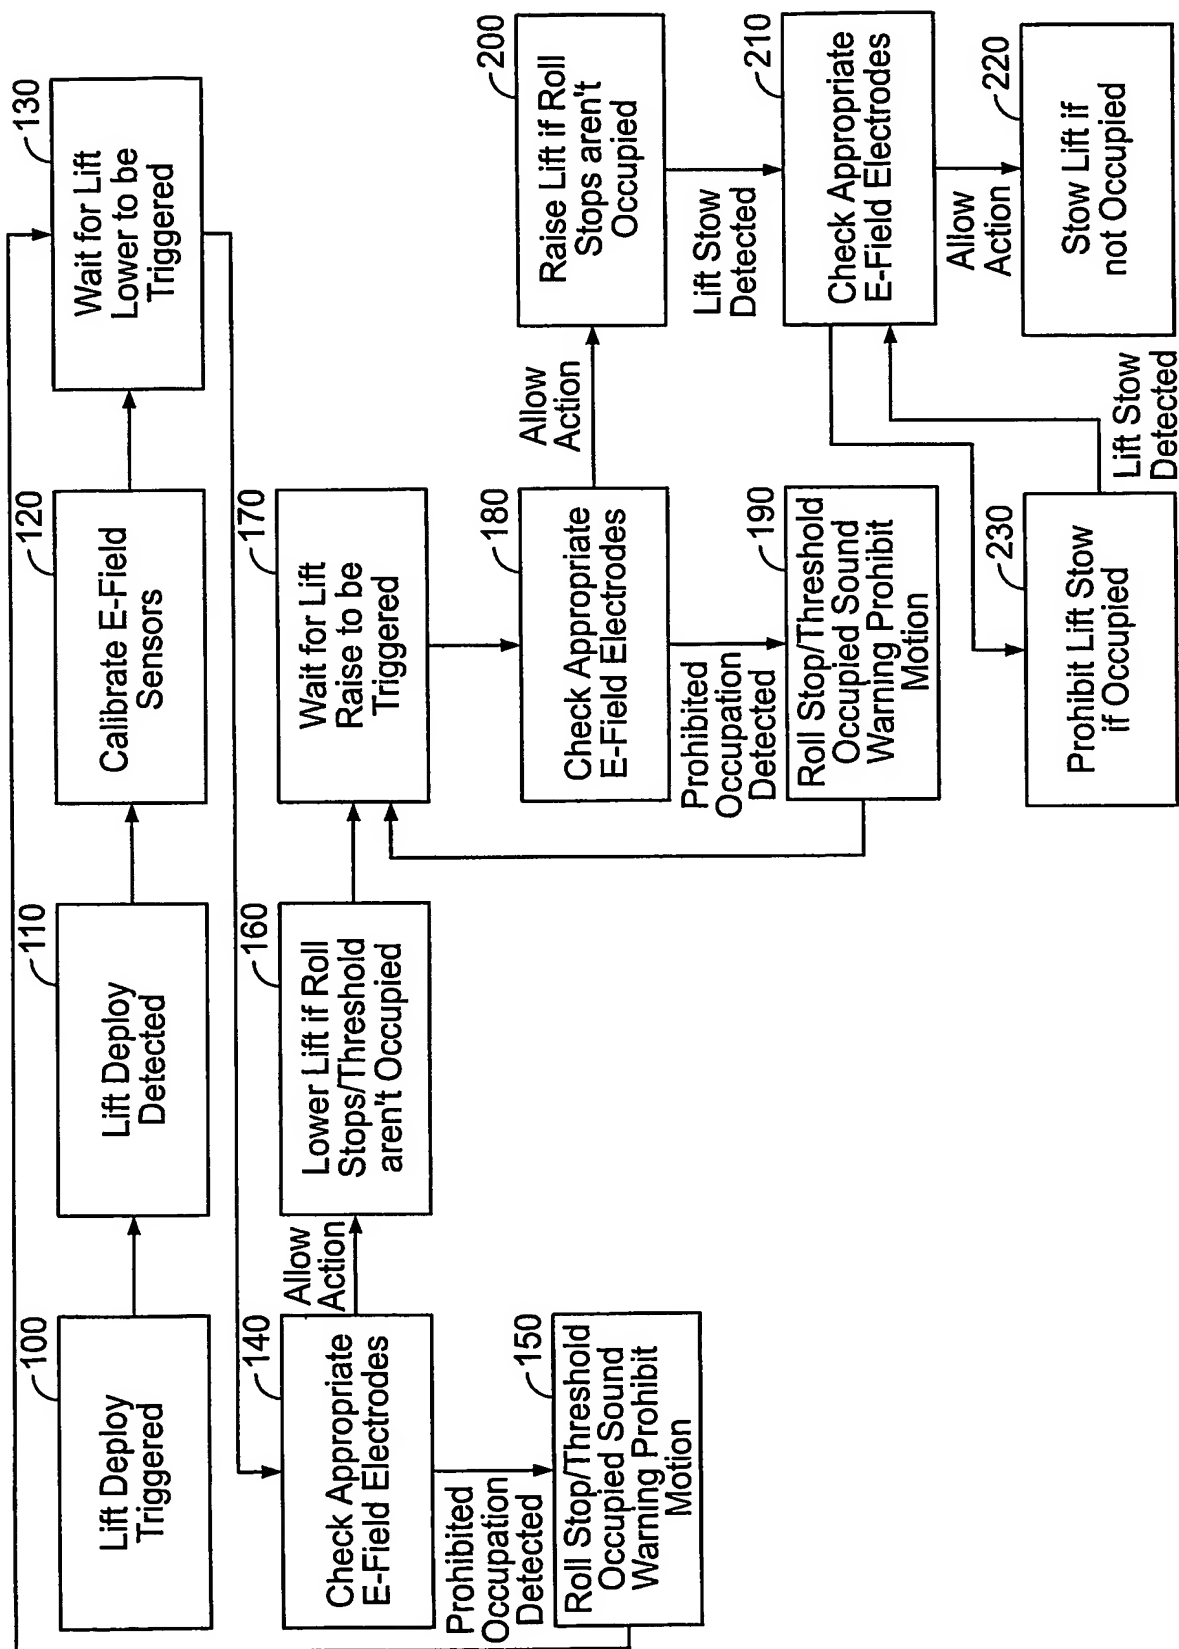 100
Lift Deploy
Triggered
110
Lift Deploy
Detected
120
Calibrate E-Field
Sensors
130
Wait for Lift
Lower to be
Triggered
140
Check Appropriate
E-Field Electrodes
Allow
Action
Prohibited
Occupation
Detected
150
Roll Stop/Threshold
Occupied Sound
Warning Prohibit
Motion
160
Lower Lift if Roll
Stops/Threshold
aren't Occupied
170
Wait for Lift
Raise to be
Triggered
180
Check Appropriate
E-Field Electrodes
Allow
Action
Prohibited
Occupation
Detected
190
Roll Stop/Threshold
Occupied Sound
Warning Prohibit
Motion
200
Raise Lift if Roll
Stops aren't
Occupied
Lift Stow
Detected
210
Check Appropriate
E-Field Electrodes
Allow
Action
220
Stow Lift if
not Occupied
230
Prohibit Lift Stow
if Occupied
Lift Stow
Detected